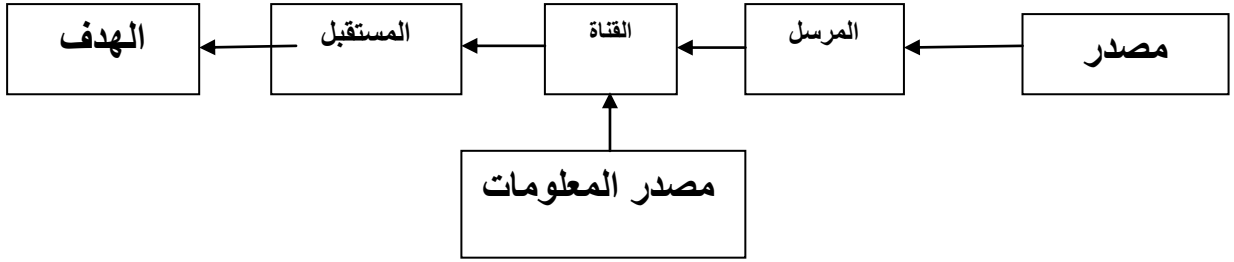 مصدر
المرسل
القناة
المستقبل
الهدف
مصدر المعلومات